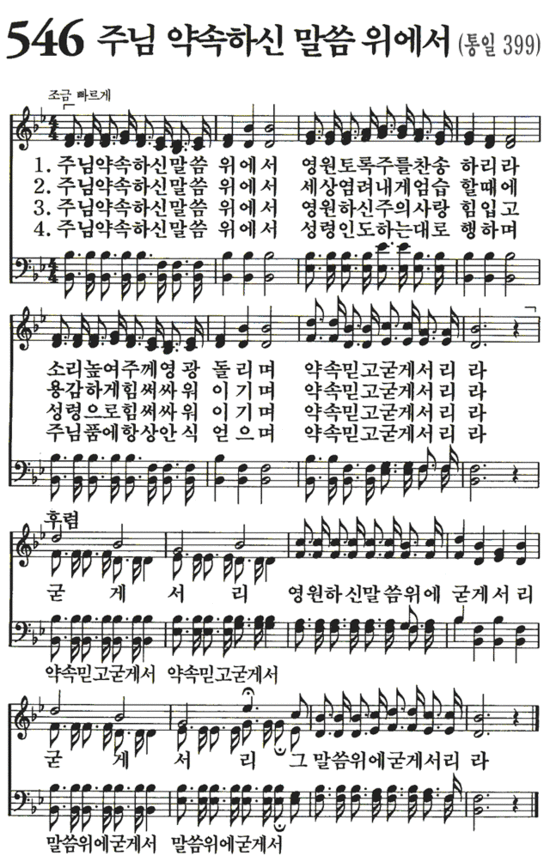 546 주님 약속하신 말씀 위에서 (통일 399)
조금 빠르게
1. 주님약속하신말씀 위에서 영원토록주를찬송 하리라
2. 주님약속하신말씀 위에서 세상염려내게엄습 할때에
3. 주님약속하신말씀 위에서 영원하신주의사랑 힘입고
4. 주님약속하신말씀 위에서 성령인도하는대로 행하며
소리높여주께영광 돌리며 약속믿고굳게서리 라
용감하게힘써싸워 이기며 약속믿고굳게서리 라
성령으로힘써싸워 이기며 약속믿고굳게서리 라
주님품에항상안식 얻으며 약속믿고굳게서리 라
후렴
굳 게 서 리 영원하신말씀위에 굳게서리
약속믿고굳게서 약속믿고굳게서
굳 게 서 리 그 말씀위에굳게서리 라
말씀위에굳게서 말씀위에굳게서